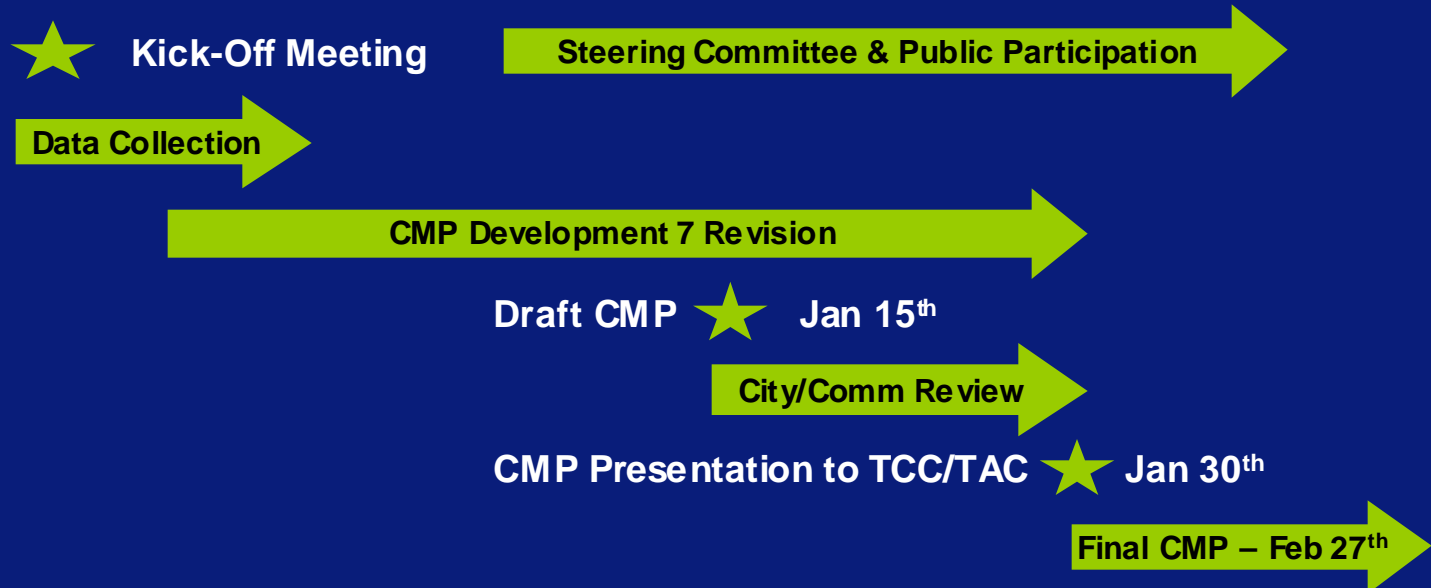 Kick-Off Meeting
Steering Committee & Public Participation
Data Collection
CMP Development 7 Revision
Draft CMP
Jan 15th
City/Comm Review
CMP Presentation to TCC/TAC
Jan 30th
Final CMP – Feb 27th